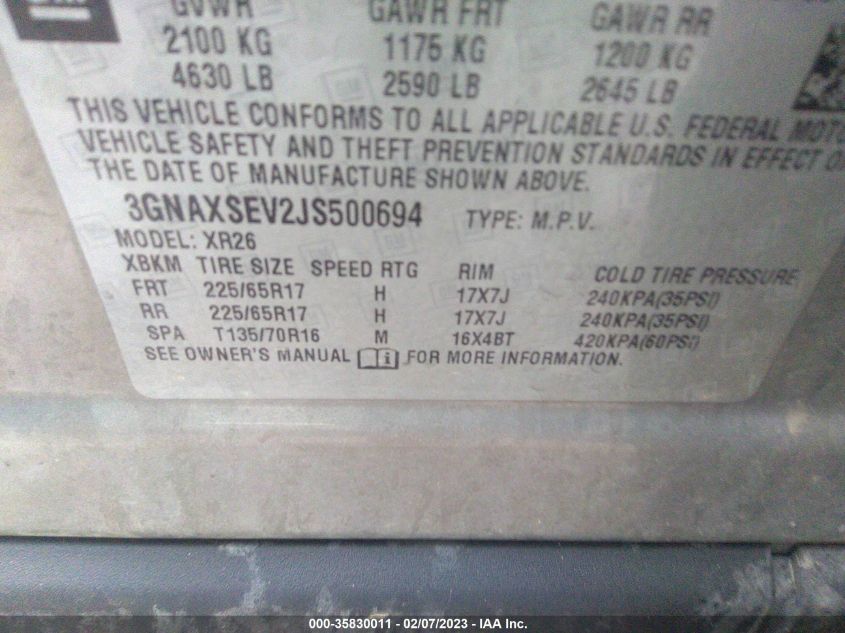 GVWR GAWR FRT GAWR RR
2100 KG 1175 KG 1200 KG
4630 LB 2590 LB 2645 LB
THIS VEHICLE CONFORMS TO ALL APPLICABLE U.S. FEDERAL MOTO
VEHICLE SAFETY AND THEFT PREVENTION STANDARDS IN EFFECT O
THE DATE OF MANUFACTURE SHOWN ABOVE.
3GNAXSEV2JS500694 TYPE: M.P.V.
MODEL: XR26
XBKM TIRE SIZE SPEED RTG RIM COLD TIRE PRESSURE
FRT 225/65R17 H 17X7J 240KPA(35PSI)
RR 225/65R17 H 17X7J 240KPA(35PSI)
SPA T135/70R16 M 16X4BT 420KPA(60PSI)
SEE OWNER'S MANUAL FOR MORE INFORMATION.
000-35830011 - 02/07/2023 - IAA Inc.